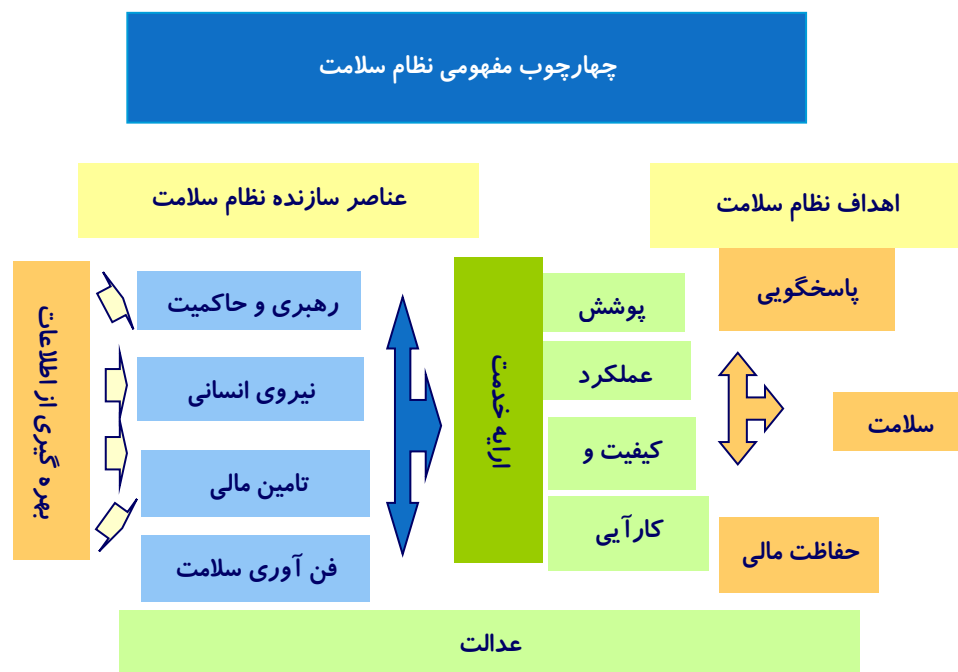 چهارچوب مفهومی نظام سلامت
اهداف نظام سلامت
عناصر سازنده نظام سلامت
پاسخگویی
سلامت
حفاظت مالی
پوشش
عملکرد
کیفیت و
کارآیی
ارایه خدمت
رهبری و حاکمیت
نیروی انسانی
تامین مالی
فن آوری سلامت
بهره گیری از اطلاعات
عدالت